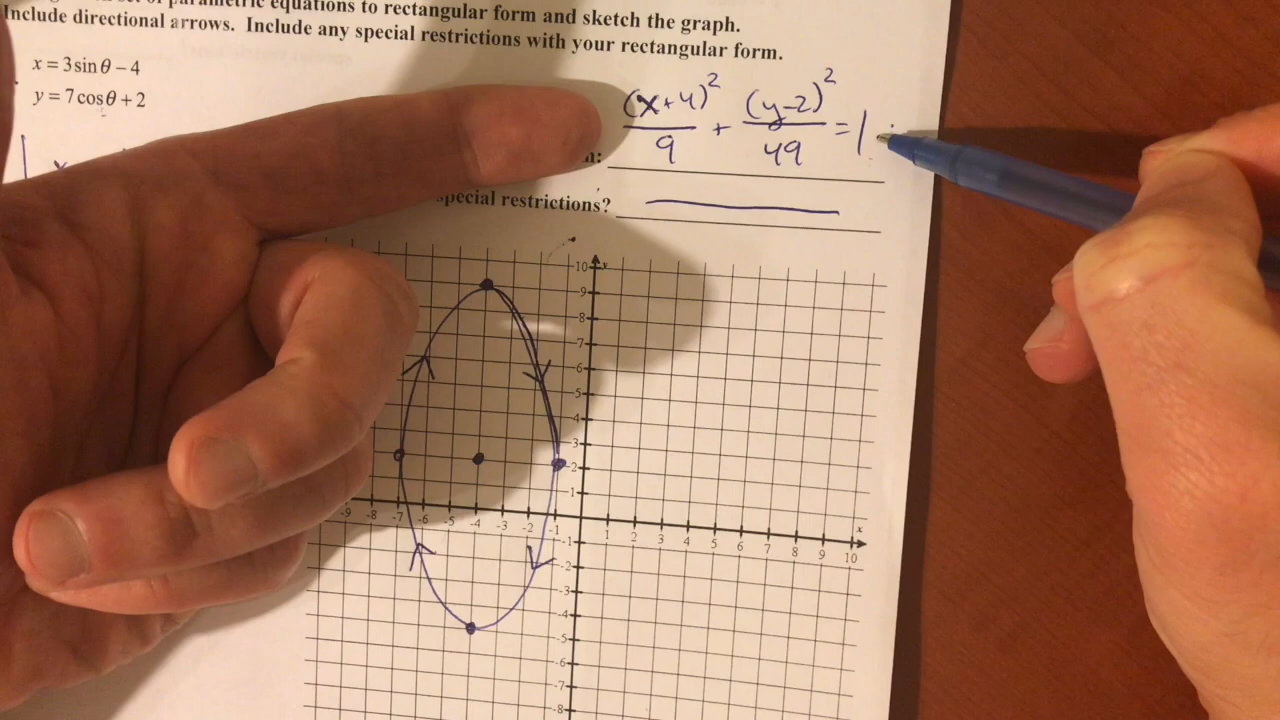 of parametric equations to rectangular form and sketch the graph.
Include directional arrows. Include any special restrictions with your rectangular form.
x = 3sinθ – 4
y = 7cosθ + 2
(x+4)² (y-2)²
+ =1
9 49
special restrictions?
10 y
9
8
7
6
5
4
3
2
1
-9 -8 -7 -6 -5 -4 -3 -2 -1 1 2 3 4 5 6 7 8 9 10 x
-1
-2
-3
-4
-5
-6
-7
-8